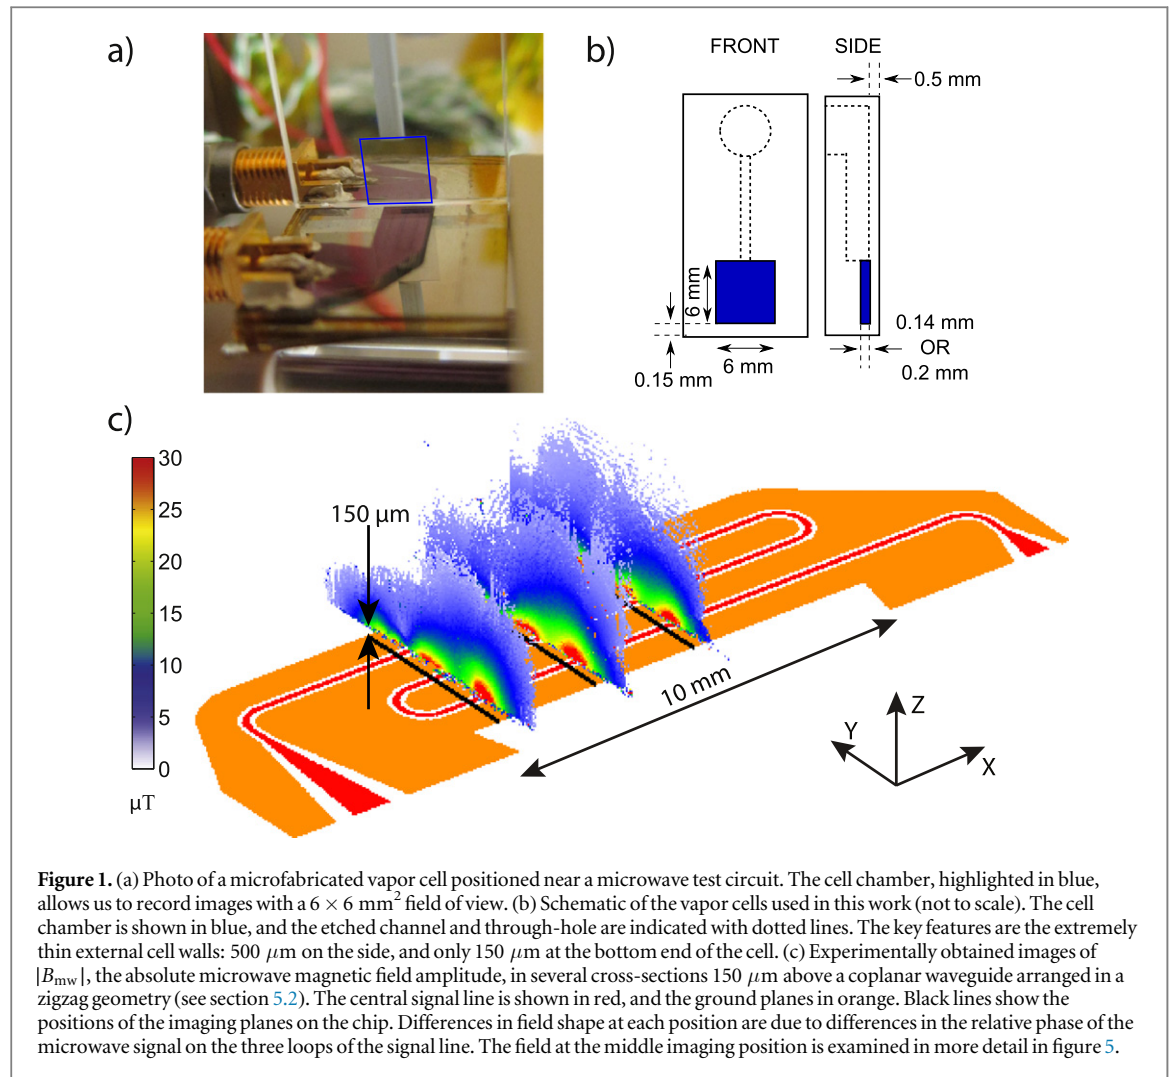 a)
b)
FRONT
SIDE
0.5 mm
6 mm
0.14 mm
OR
0.2 mm
0.15 mm
6 mm
c)
30
25
20
15
10
5
0
μT
150 μm
10 mm
Z
Y
X
Figure 1. (a) Photo of a microfabricated vapor cell positioned near a microwave test circuit. The cell chamber, highlighted in blue,
allows us to record images with a 6 × 6 mm² field of view. (b) Schematic of the vapor cells used in this work (not to scale). The cell
chamber is shown in blue, and the etched channel and through-hole are indicated with dotted lines. The key features are the extremely
thin external cell walls: 500 μm on the side, and only 150 μm at the bottom end of the cell. (c) Experimentally obtained images of
|Bmw|, the absolute microwave magnetic field amplitude, in several cross-sections 150 μm above a coplanar waveguide arranged in a
zigzag geometry (see section 5.2). The central signal line is shown in red, and the ground planes in orange. Black lines show the
positions of the imaging planes on the chip. Differences in field shape at each position are due to differences in the relative phase of the
microwave signal on the three loops of the signal line. The field at the middle imaging position is examined in more detail in figure 5.